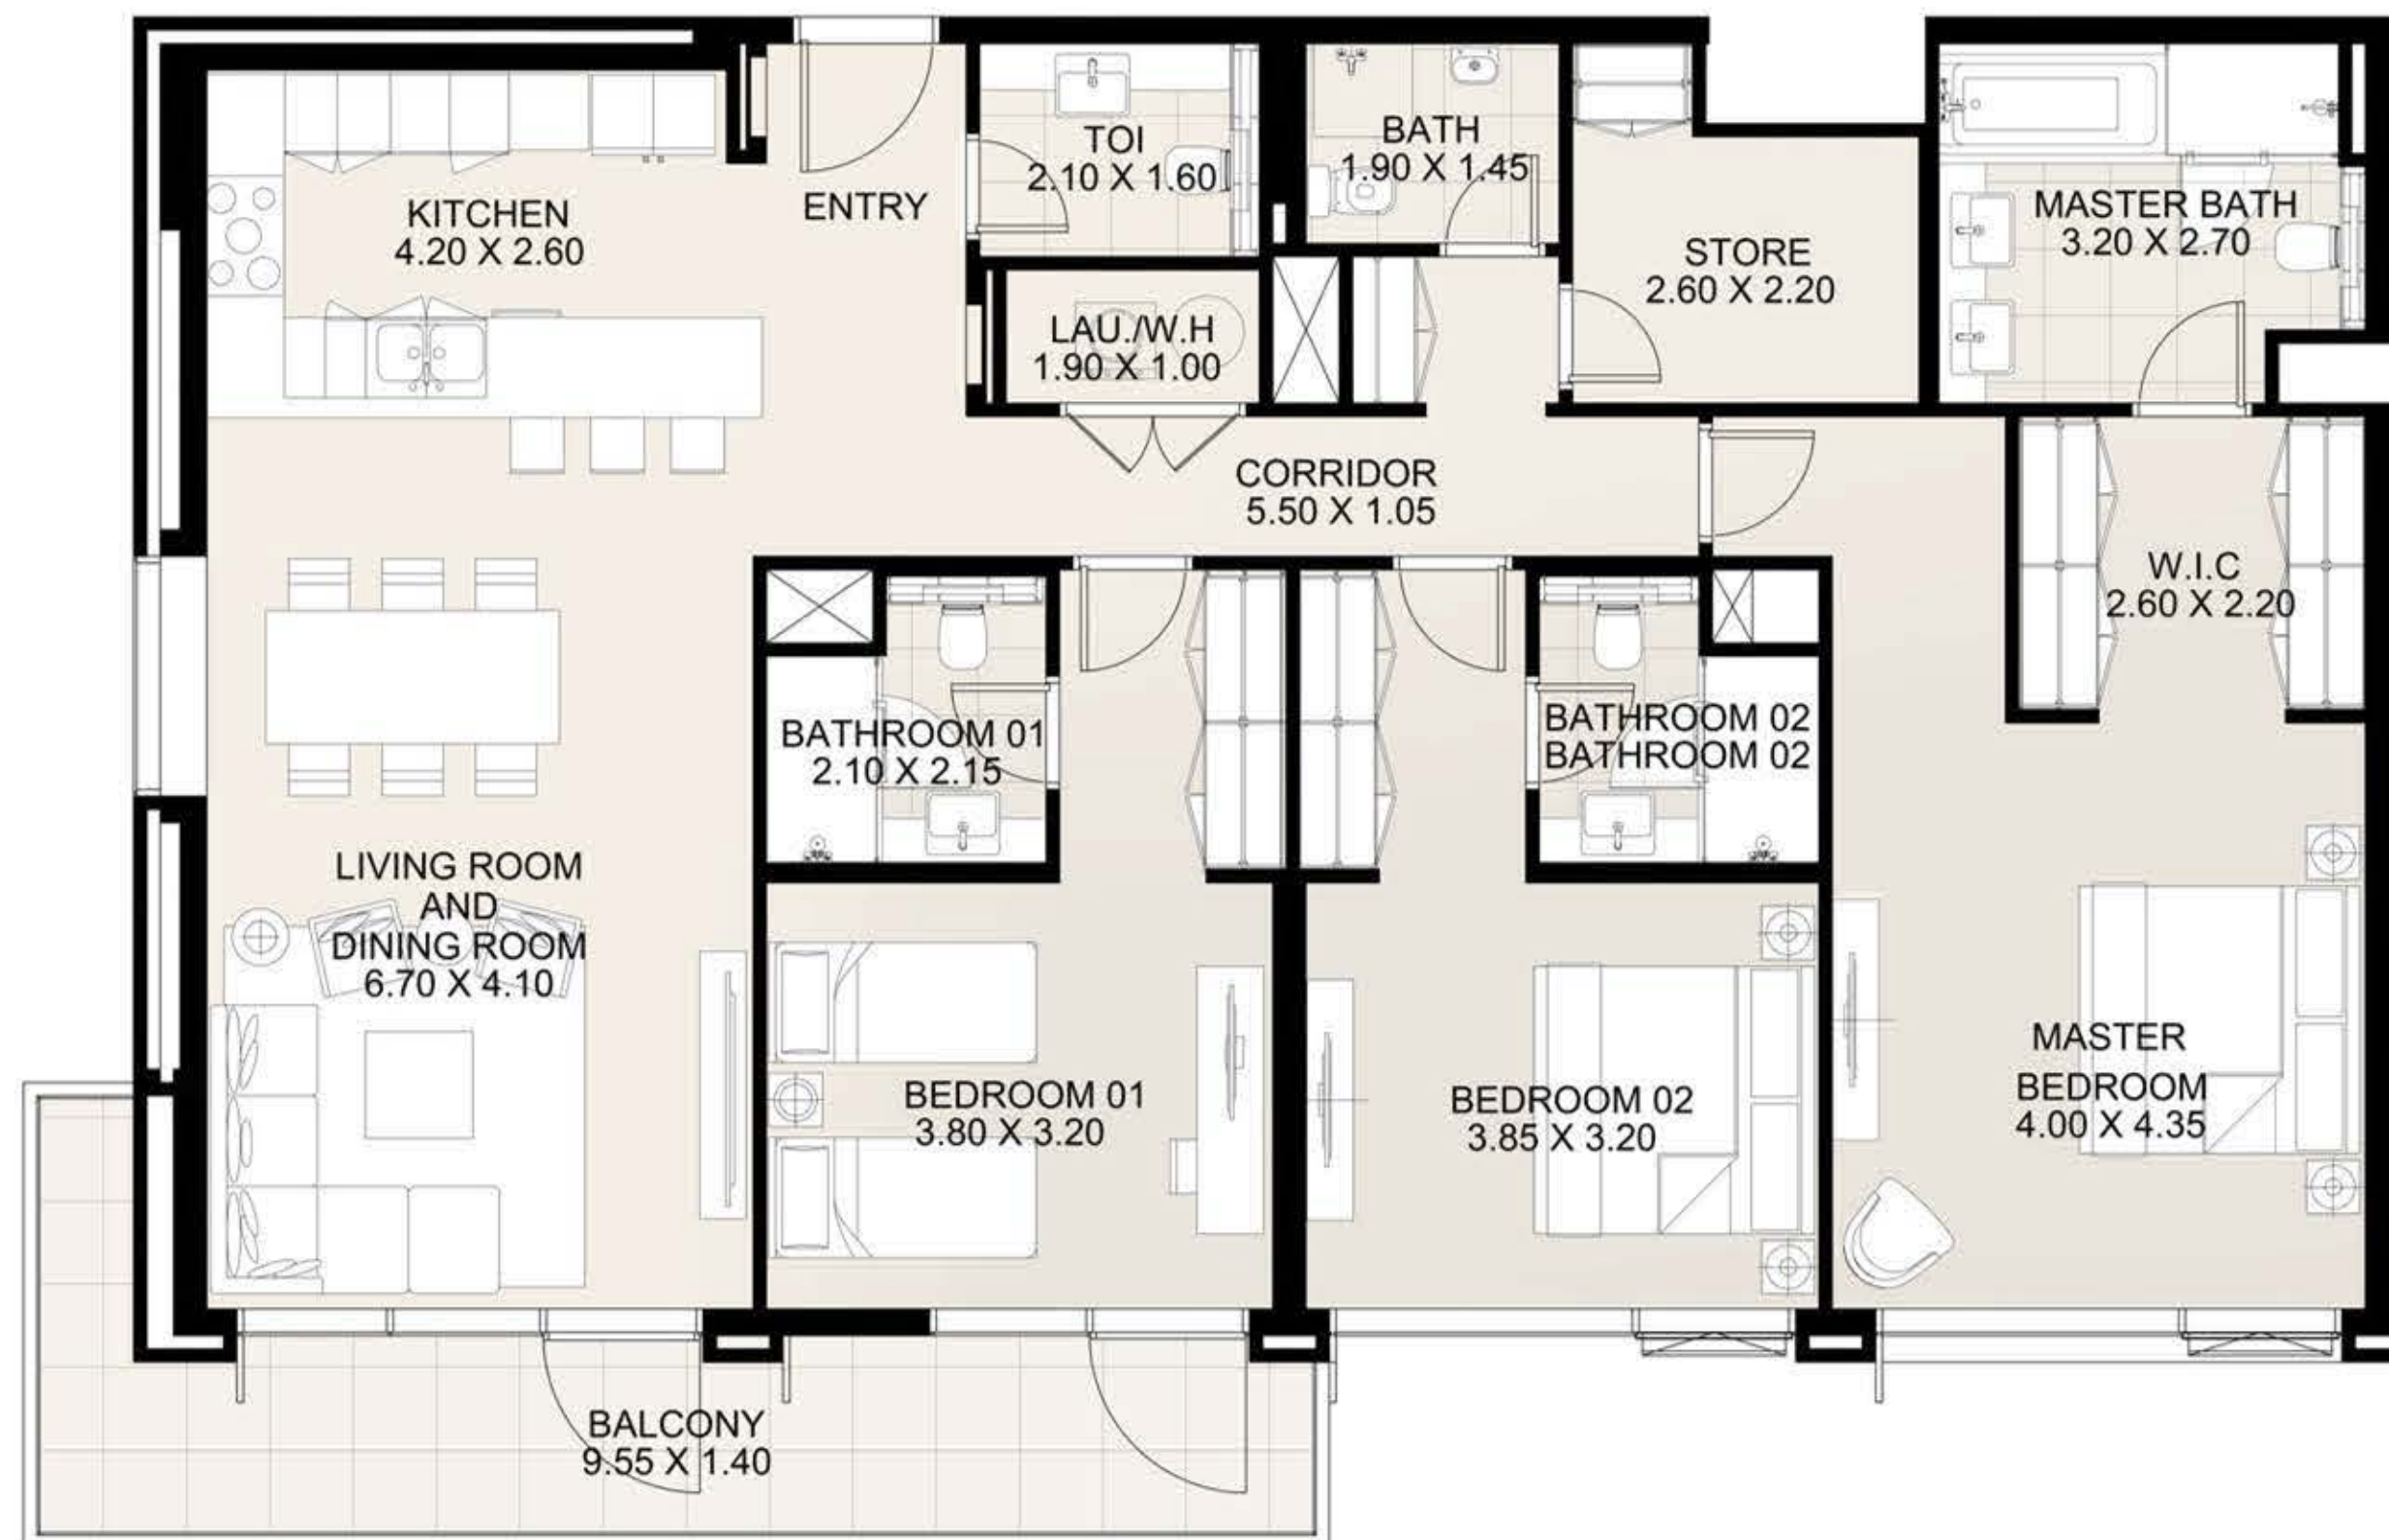 TOI
2.10 X 1.60
BATH
1.90 X 1.45
KITCHEN
4.20 X 2.60
ENTRY
STORE
2.60 X 2.20
MASTER BATH
3.20 X 2.70
LAU./W.H
1.90 X 1.00
CORRIDOR
5.50 X 1.05
W.I.C
2.60 X 2.20
BATHROOM 01
2.10 X 2.15
BATHROOM 02
BATHROOM 02
LIVING ROOM
AND
DINING ROOM
6.70 X 4.10
BEDROOM 01
3.80 X 3.20
BEDROOM 02
3.85 X 3.20
MASTER
BEDROOM
4.00 X 4.35
BALCONY
9.55 X 1.40